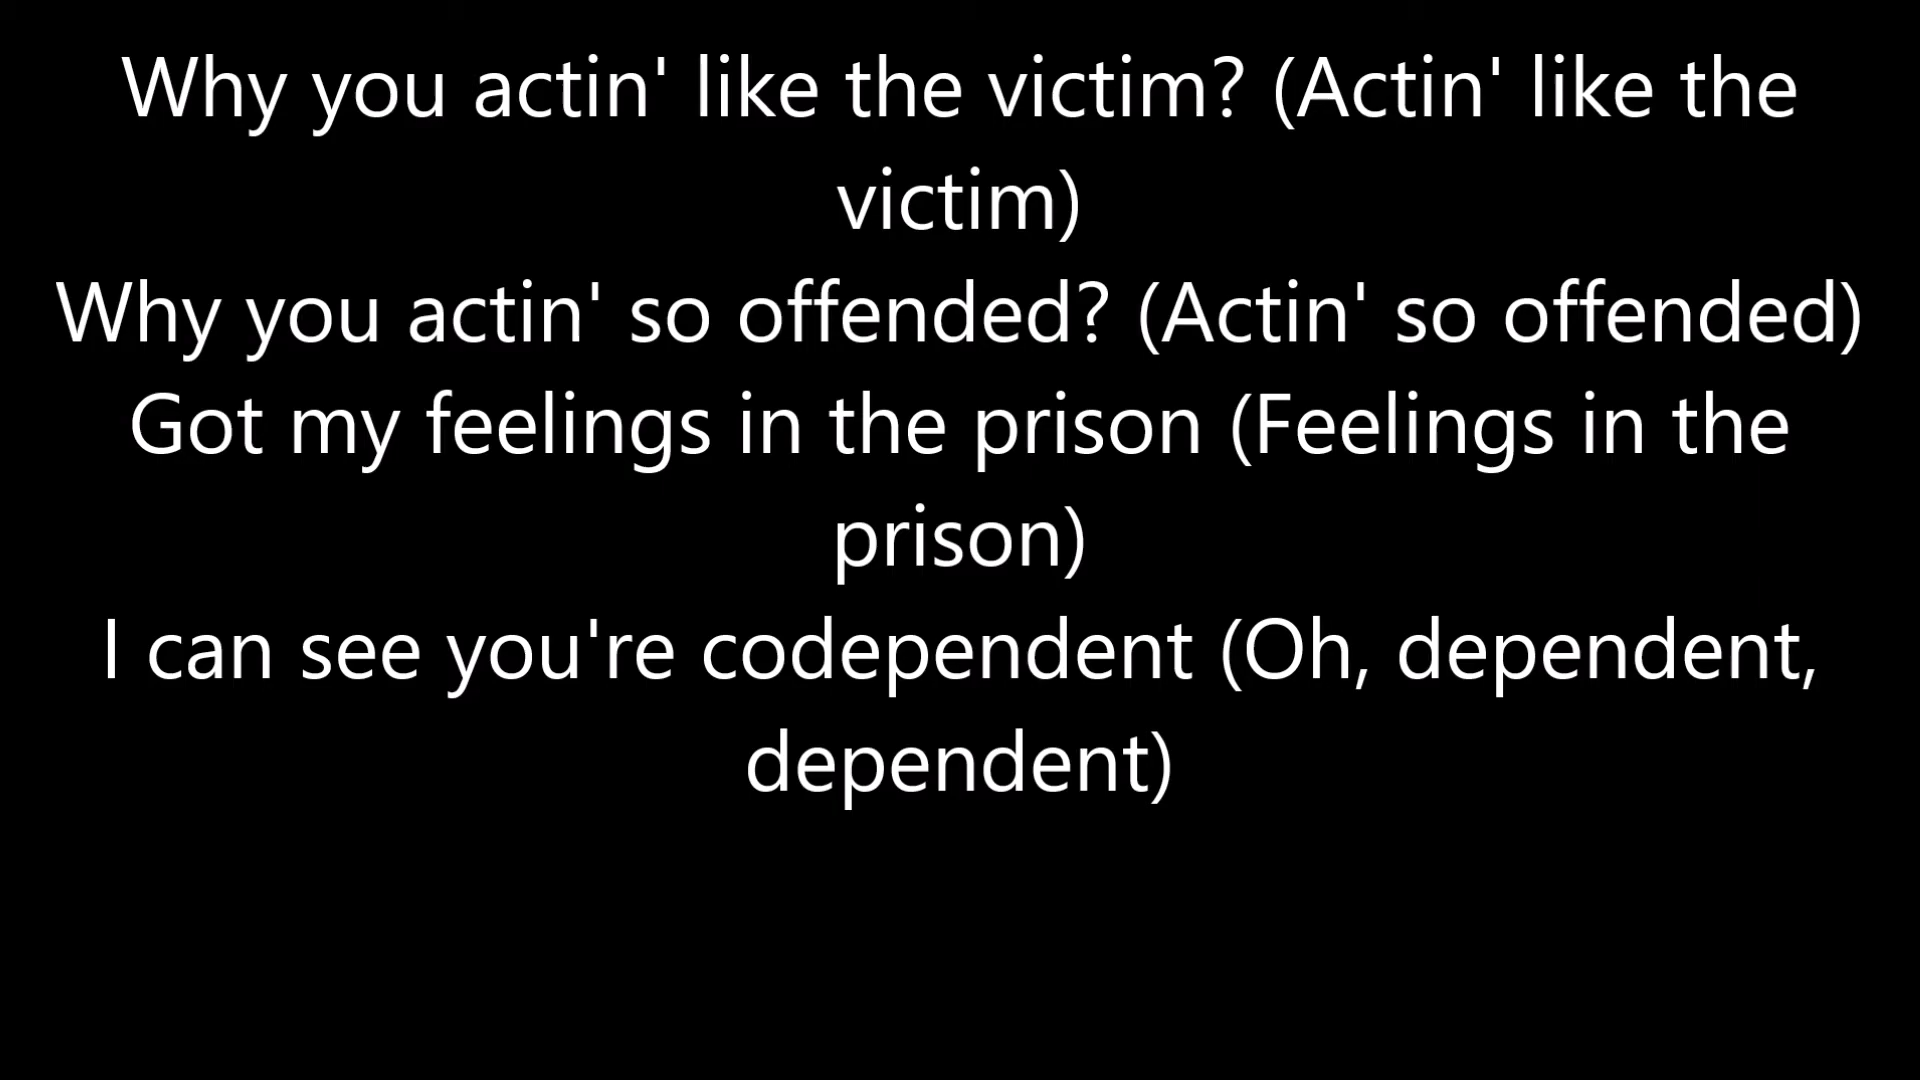 Why you actin' like the victim? (Actin' like the
victim)
Why you actin' so offended? (Actin' so offended)
Got my feelings in the prison (Feelings in the
prison)
I can see you're codependent (Oh, dependent,
dependent)